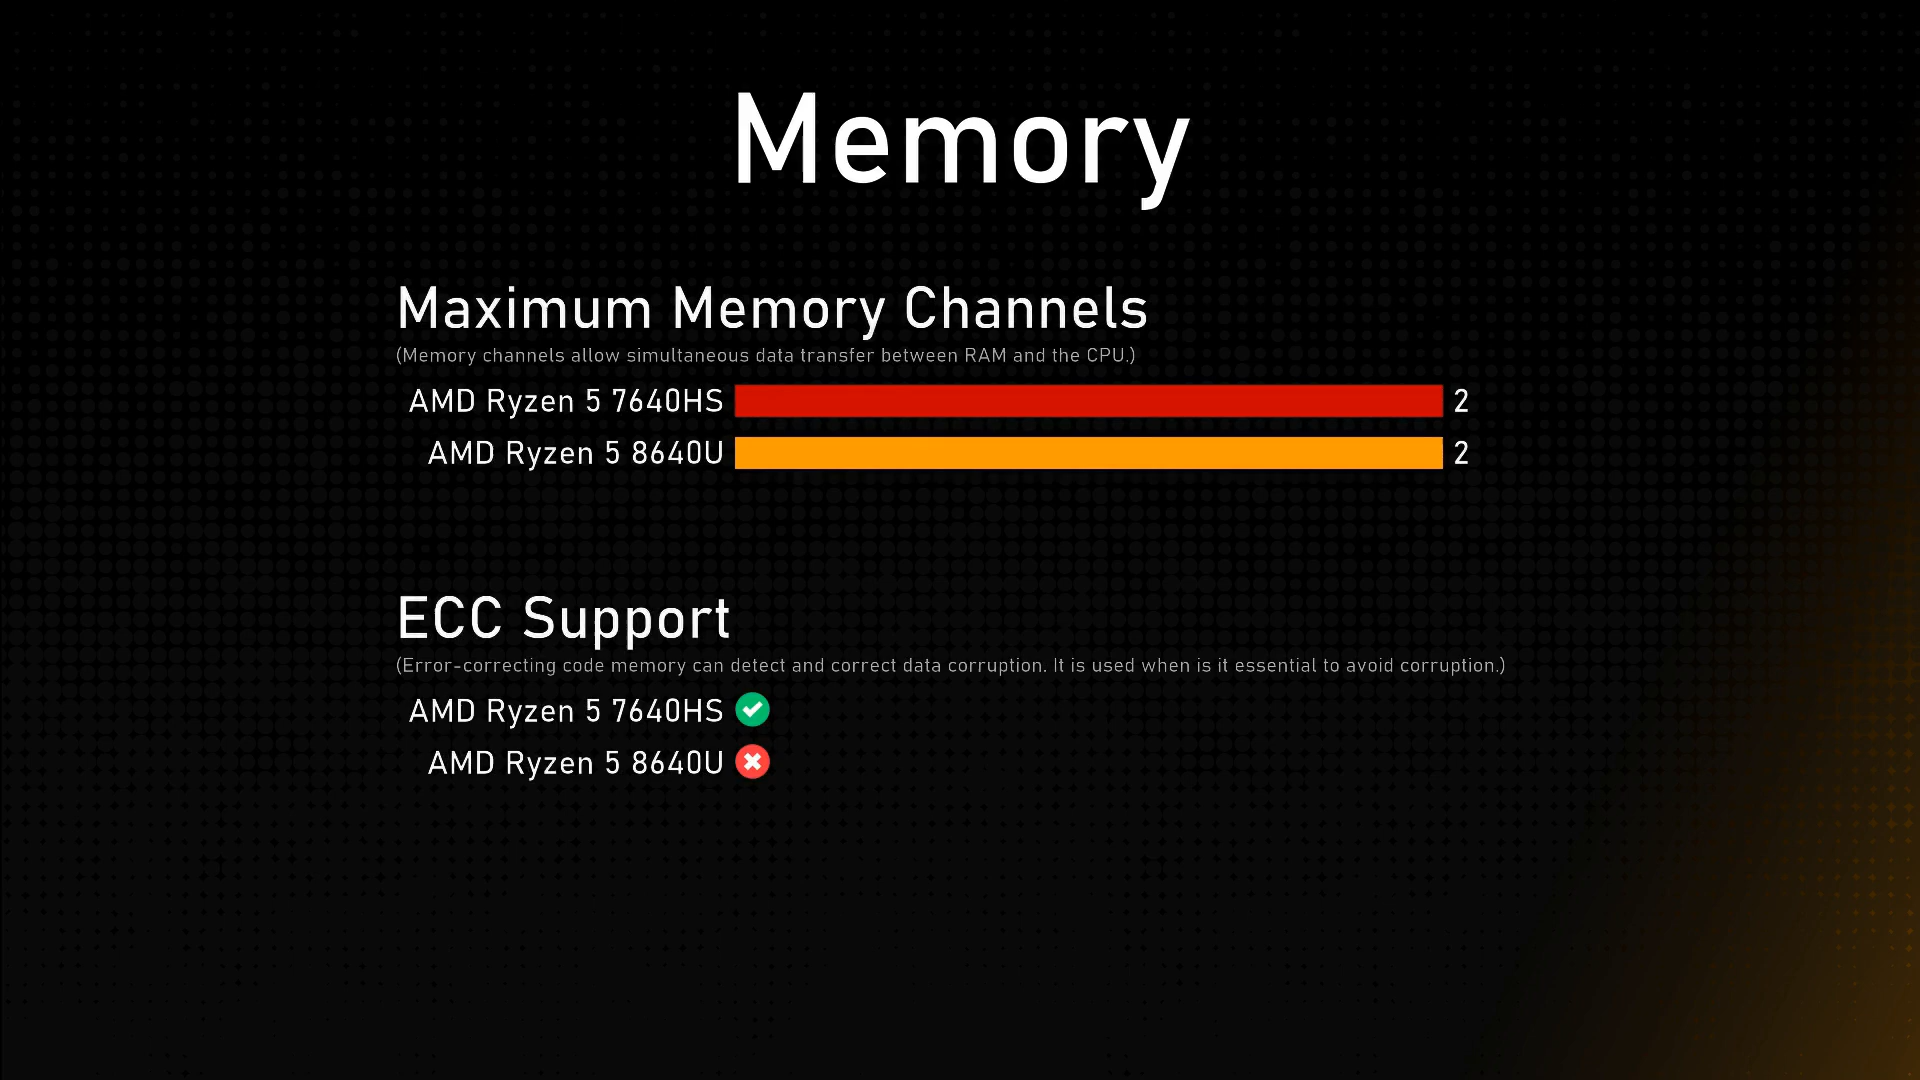 Memory
Maximum Memory Channels
(Memory channels allow simultaneous data transfer between RAM and the CPU.)
AMD Ryzen 5 7640HS 2
AMD Ryzen 5 8640U 2
ECC Support
(Error-correcting code memory can detect and correct data corruption. It is used when is it essential to avoid corruption.)
AMD Ryzen 5 7640HS
AMD Ryzen 5 8640U